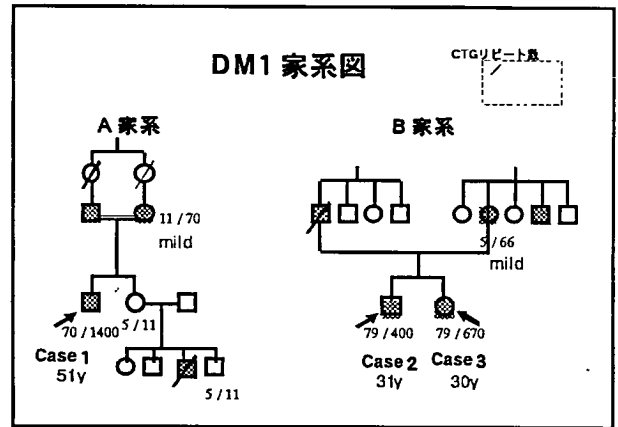 DM1 家系図
CTGリピート数
A 家系
B 家系
11 / 70
mild
5 / 66
mild
70 / 1400
5 / 11
Case 1
51y
5 / 11
79 / 400
79 / 670
Case 2
Case 3
31y
30y